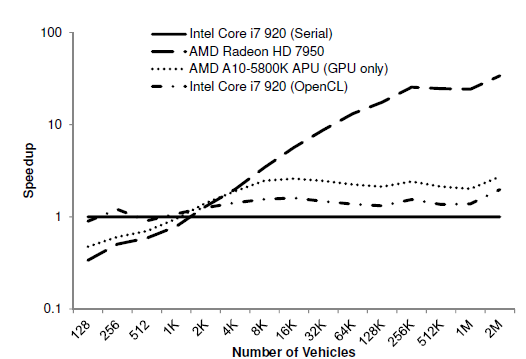 100
10
1
0.1
Speedup
Intel Core i7 920 (Serial)
AMD Radeon HD 7950
AMD A10-5800K APU (GPU only)
Intel Core i7 920 (OpenCL)
128
256
512
1K
2K
4K
8K
16K
32K
64K
128K
256K
512K
1M
2M
Number of Vehicles